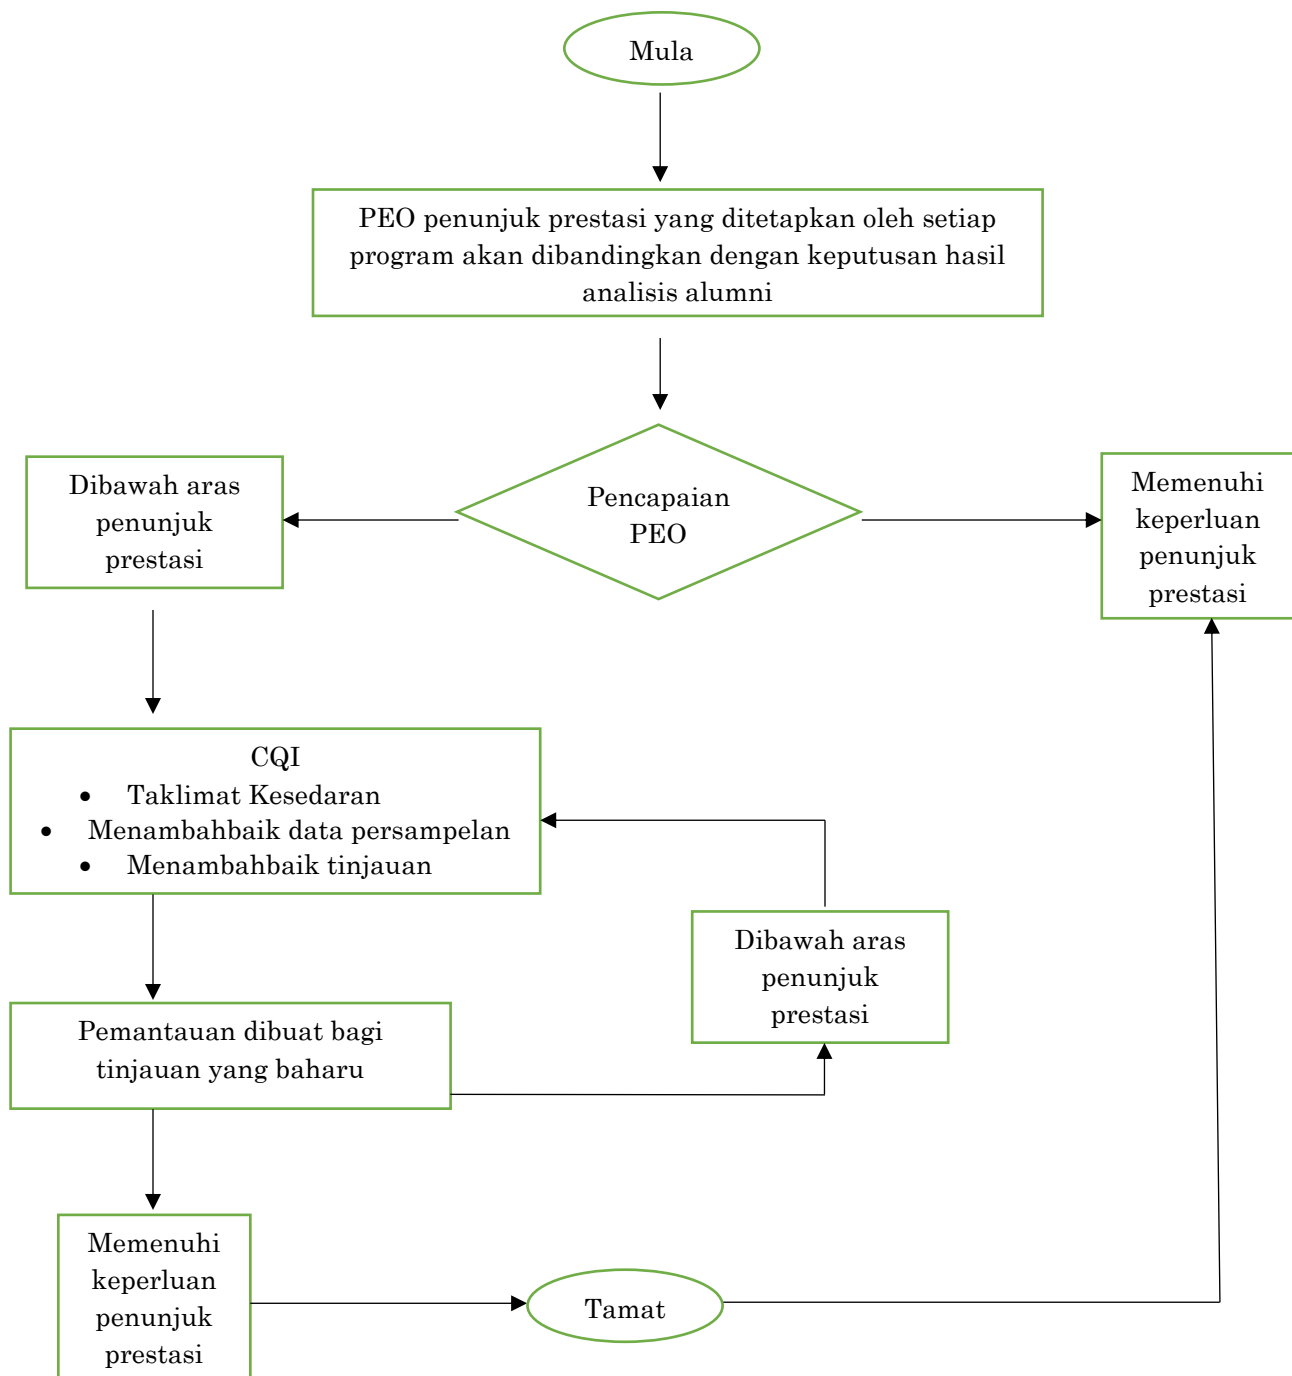 Mula
PEO penunjuk prestasi yang ditetapkan oleh setiap
program akan dibandingkan dengan keputusan hasil
analisis alumni
Dibawah aras
penunjuk
prestasi
Pencapaian
PEO
Memenuhi
keperluan
penunjuk
prestasi
CQI
• Taklimat Kesedaran
• Menambahbaik data persampelan
• Menambahbaik tinjauan
Dibawah aras
penunjuk
prestasi
Pemantauan dibuat bagi
tinjauan yang baharu
Memenuhi
keperluan
penunjuk
prestasi
Tamat